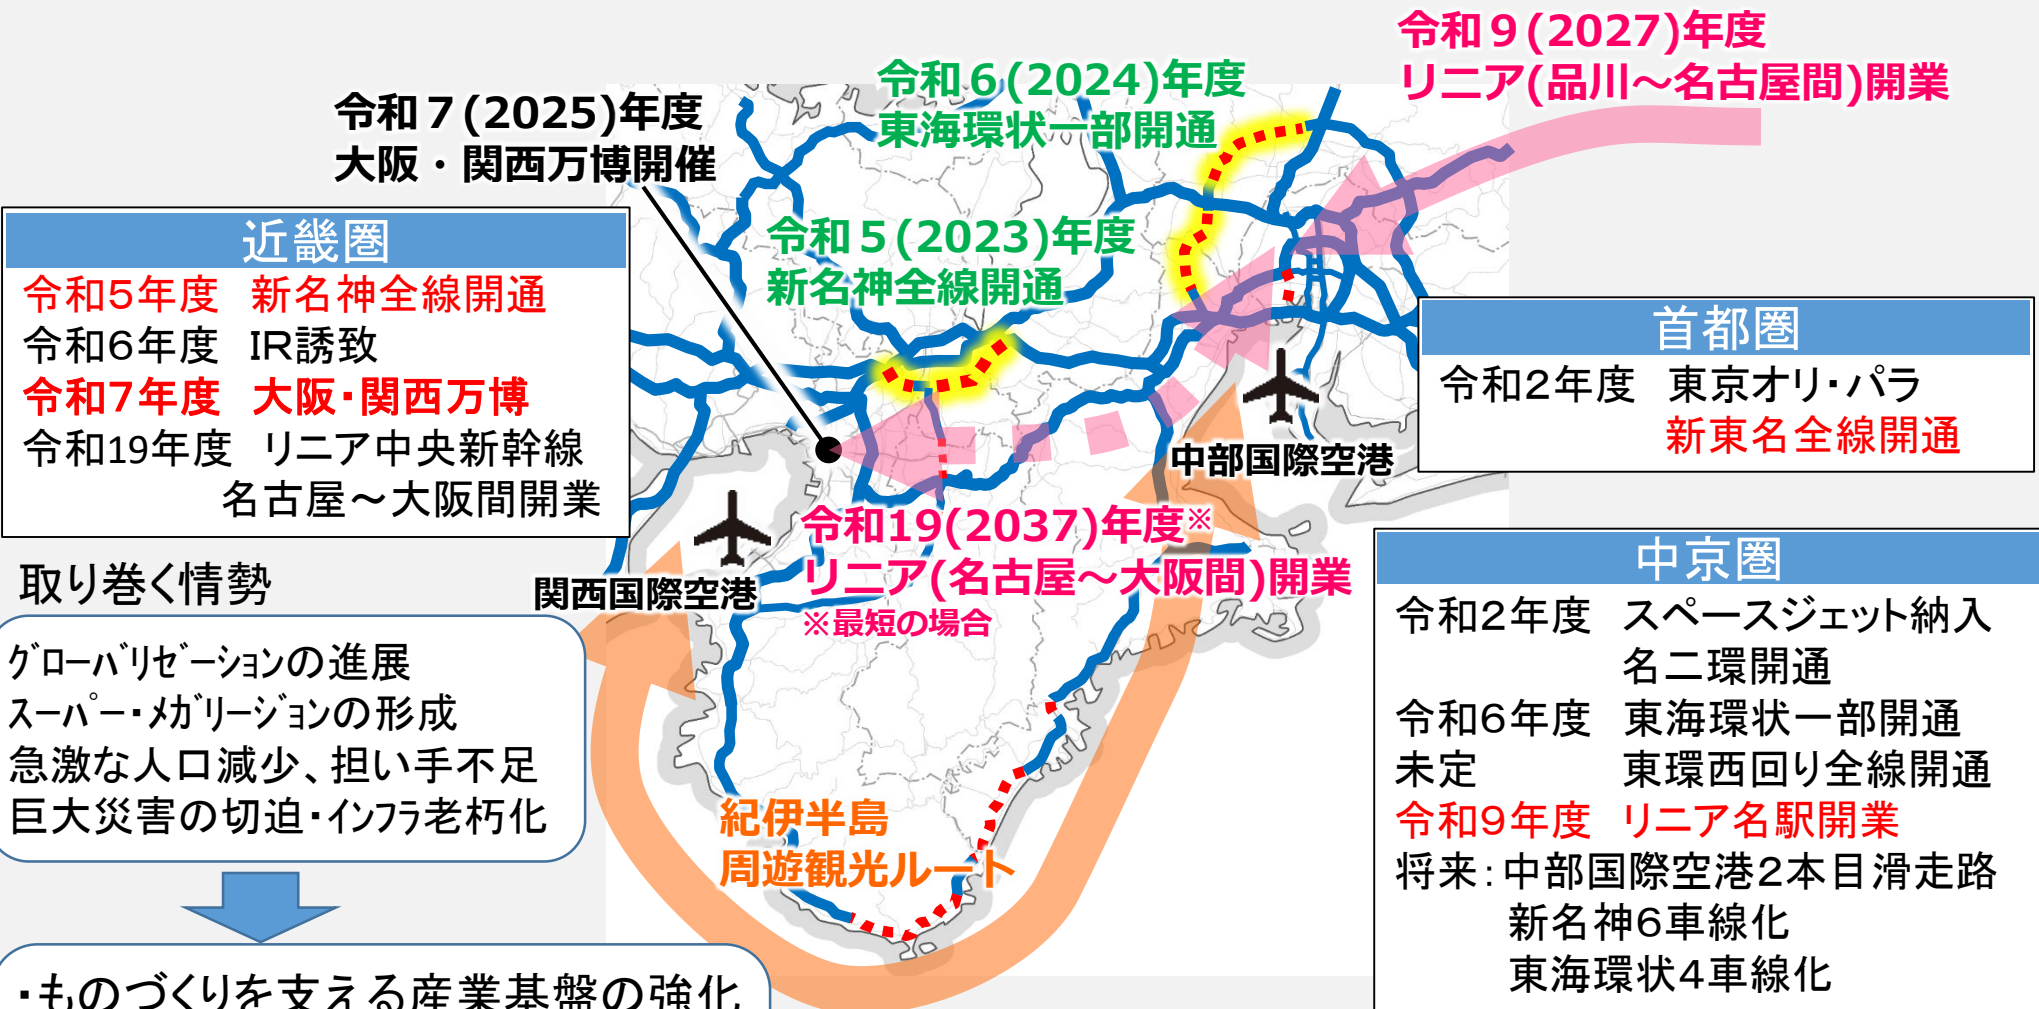 令和９(2027)年度
リニア(品川～名古屋間)開業
令和６(2024)年度
東海環状一部開通
令和７(2025)年度
大阪・関西万博開催
令和５(2023)年度
新名神全線開通
近畿圏
令和5年度　新名神全線開通
令和6年度　IR誘致
令和7年度　大阪・関西万博
令和19年度　リニア中央新幹線
名古屋～大阪間開業
首都圏
令和2年度　東京オリ・パラ
新東名全線開通
中部国際空港
関西国際空港
令和19(2037)年度※
リニア(名古屋～大阪間)開業
※最短の場合
取り巻く情勢
ｸﾞﾛｰﾊﾞﾘｾﾞｰｼｮﾝの進展
ｽｰﾊﾟｰ・ﾒｶﾞﾘｰｼﾞｮﾝの形成
急激な人口減少、担い手不足
巨大災害の切迫・ｲﾝﾌﾗ老朽化
紀伊半島
周遊観光ルート
中京圏
令和2年度　スペースジェット納入
名二環開通
令和6年度　東海環状一部開通
未定　東環西回り全線開通
令和9年度　リニア名駅開業
将来：中部国際空港2本目滑走路
新名神6車線化
東海環状4車線化
・ものづくりを支える産業基盤の強化